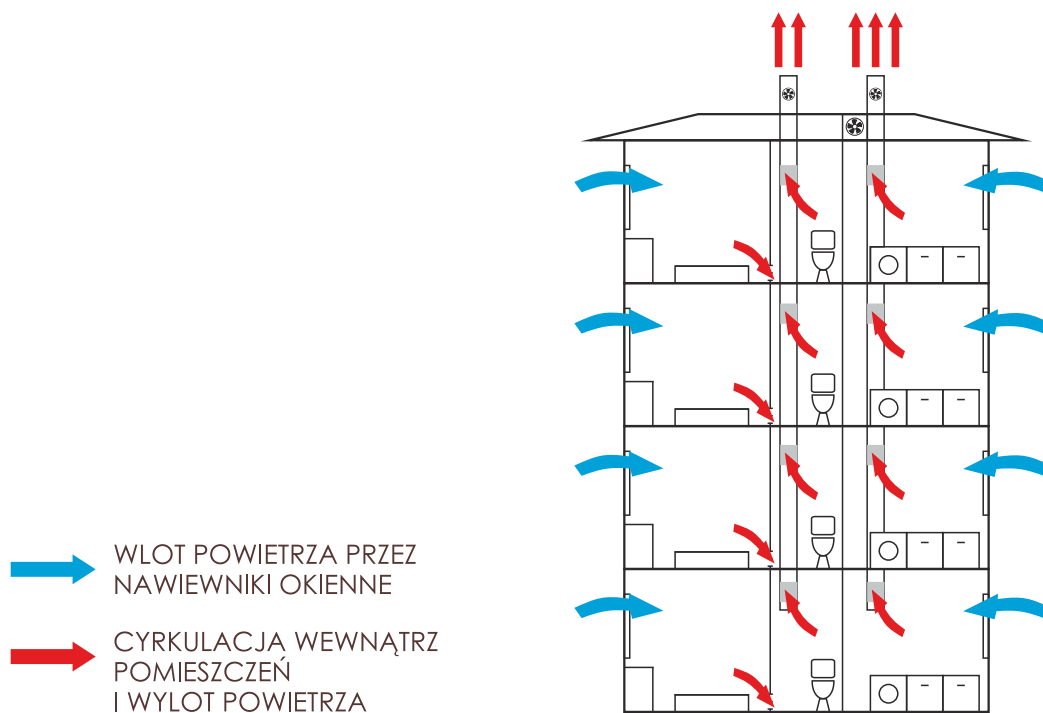 WLOT POWIETRZA PRZEZ
NAWIEWNIKI OKIENNE
CYRKULACJA WEWNĄTRZ
POMIESZCZEŃ
I WYLOT POWIETRZA